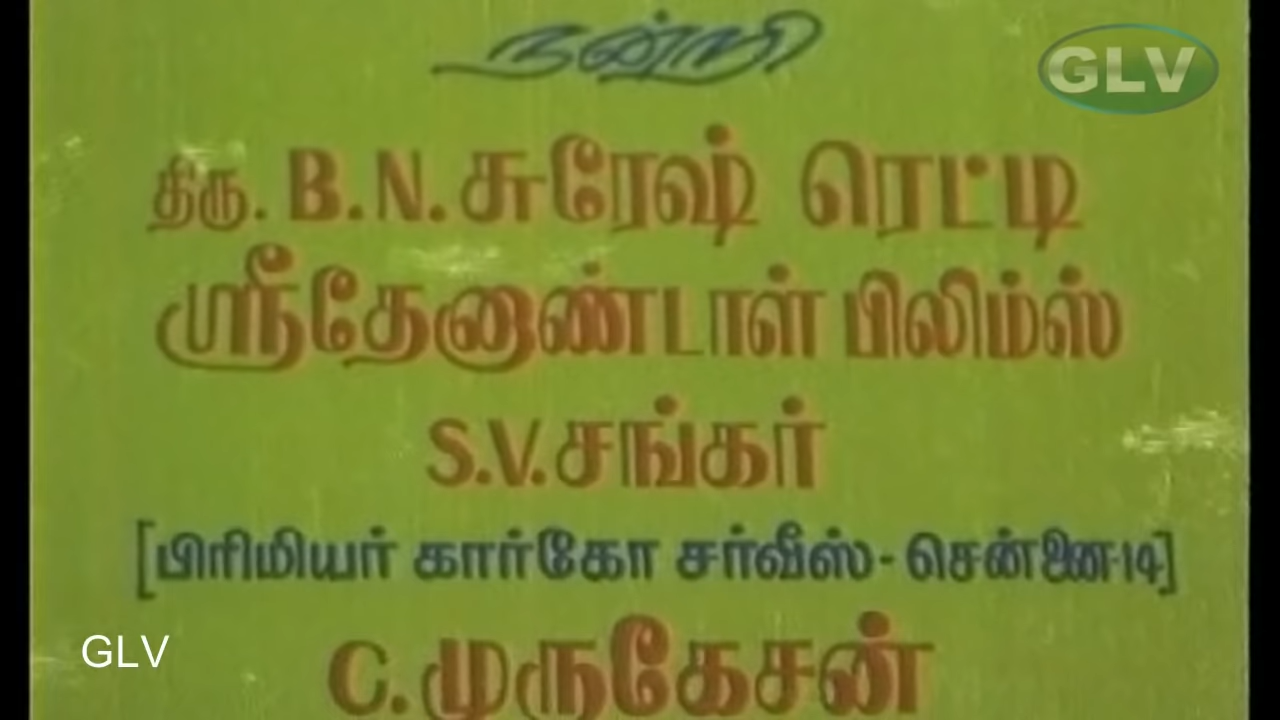 நன்றி
GLV
திரு. B.N.சுரேஷ் ரெட்டி
ஸ்ரீதேனாண்டாள் பிலிம்ஸ்
S.V.சங்கர்
[பிரிமியர் கார்கோ சர்வீஸ் - சென்னை-14]
GLV
C.முருகேசன்